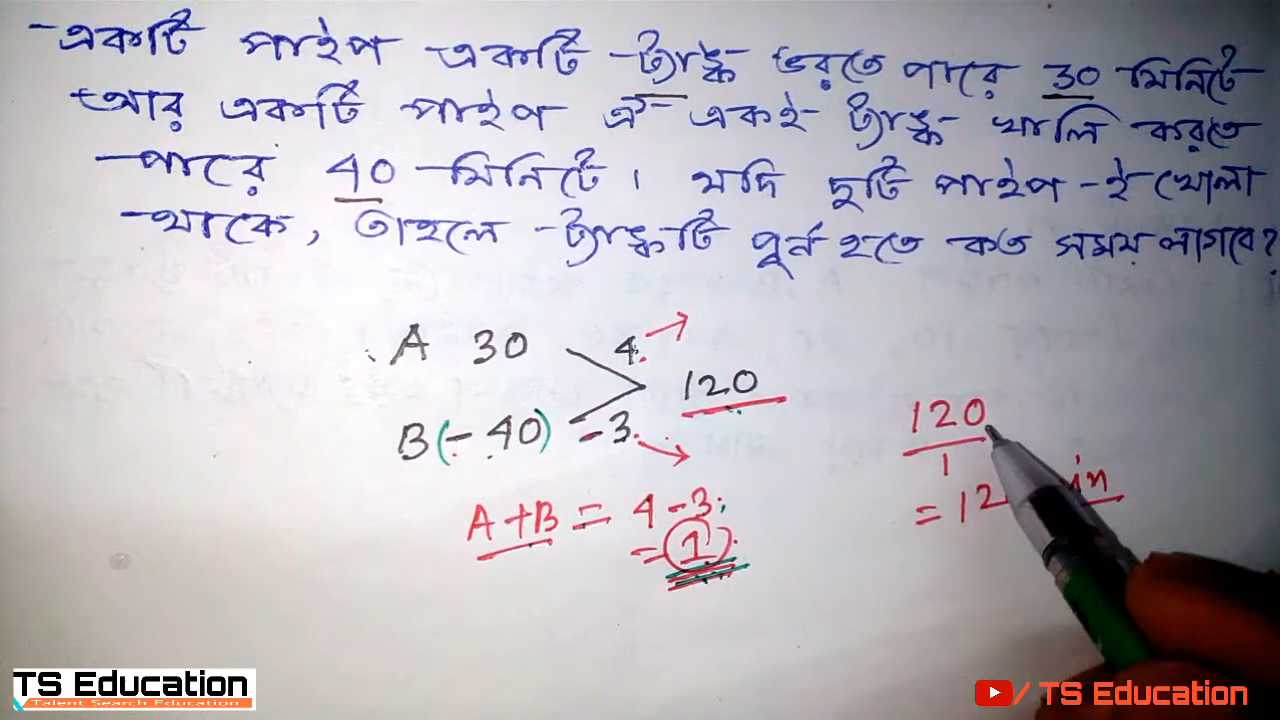 একটি পাইপ একটি ট্যাঙ্ক ভরতে পারে 30 মিনিটে
আর একটি পাইপ ঐ একই ট্যাঙ্ক খালি করতে
পারে 40 মিনিটে। যদি দুটি পাইপ-ই খোলা
থাকে, তাহলে ট্যাঙ্কটি পূর্ন হতে কত সময় লাগবে?
A 30 4
120
B (- 40) - 3
A+B = 4-3
= 1
120
1
= 12 in
TS Education
Talent Search Education
/ TS Education